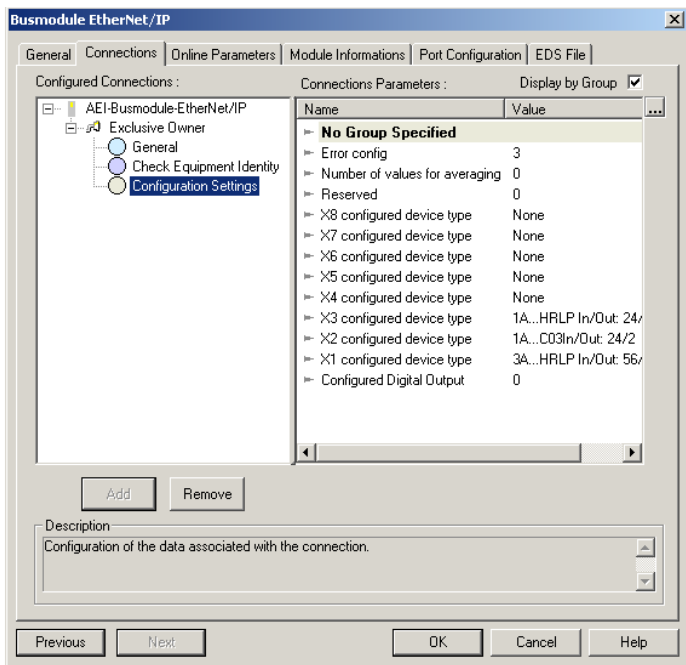 Busmodule EtherNet/IP
General Connections Online Parameters Module Informations Port Configuration EDS File
Configured Connections :
AEI-Busmodule-EtherNet/IP
Exclusive Owner
General
Check Equipment Identity
Configuration Settings
Connections Parameters : Display by Group
Name Value ...
No Group Specified
Error config 3
Number of values for averaging 0
Reserved 0
X8 configured device type None
X7 configured device type None
X6 configured device type None
X5 configured device type None
X4 configured device type None
X3 configured device type 1A...HRLP In/Out: 24/
X2 configured device type 1A...C03In/Out: 24/2
X1 configured device type 3A...HRLP In/Out: 56/
Configured Digital Output 0
Add Remove
Description
Configuration of the data associated with the connection.
Previous Next OK Cancel Help